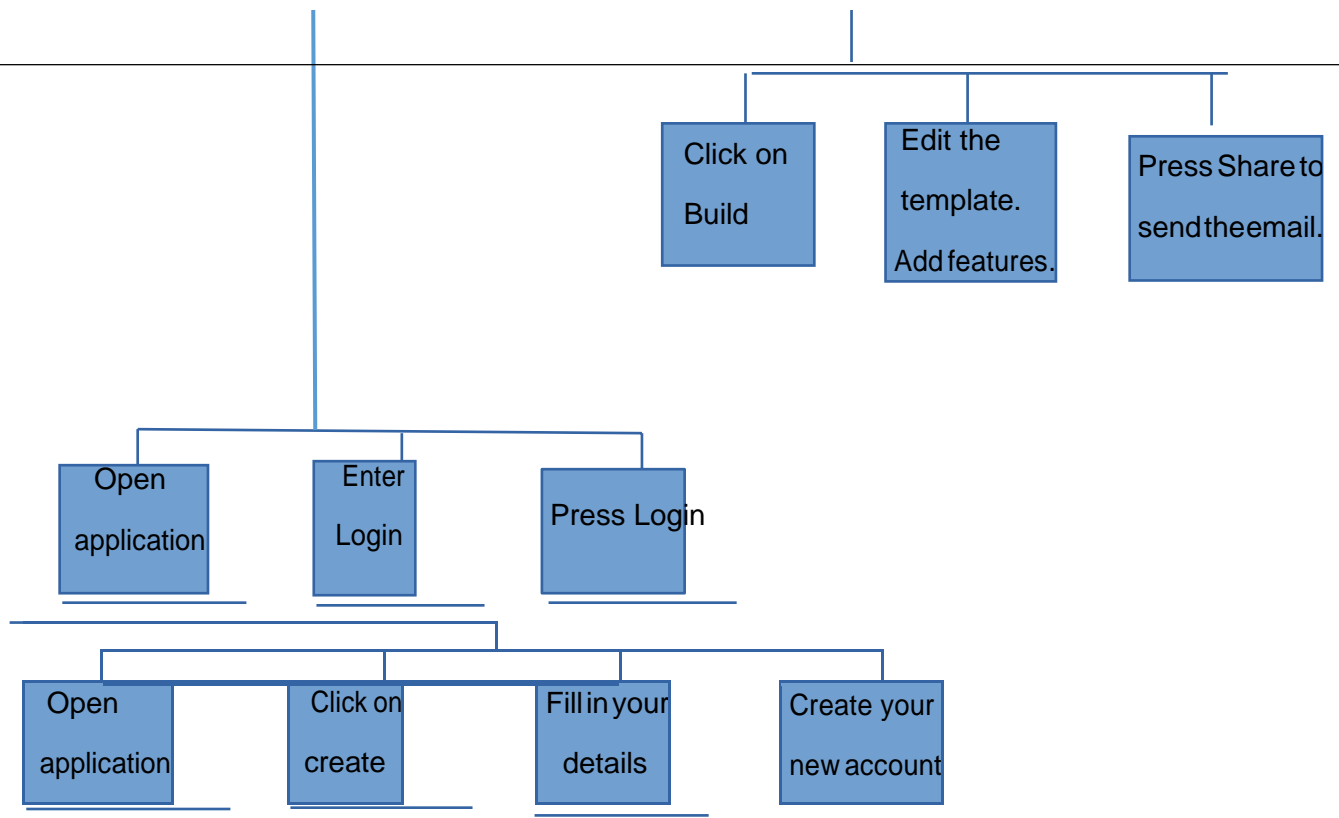 Click on
Build
Edit the
template.
Add features.
Press Share to
send the email.
Open
application
Enter
Login
Press Login
Open
application
Click on
create
Fill in your
details
Create your
new account